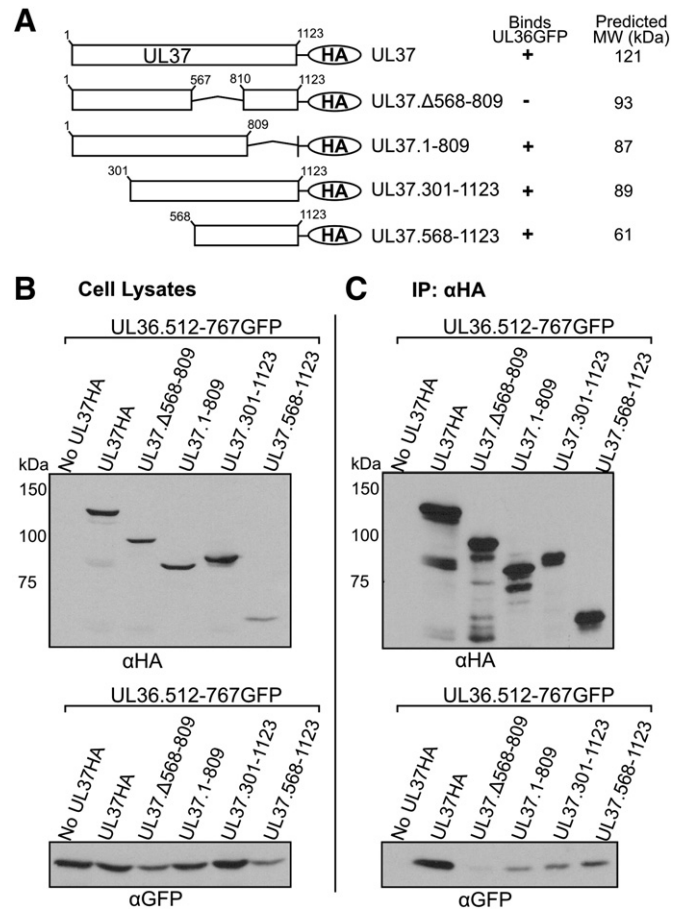 A
Binds
UL36GFP
Predicted
MW (kDa)
1 1123
UL37 HA UL37 + 121
1 567 810 1123
HA UL37.Δ568-809 - 93
1 809
HA UL37.1-809 + 87
301 1123
HA UL37.301-1123 + 89
568 1123
HA UL37.568-1123 + 61
B Cell Lysates
UL36.512-767GFP
No UL37HA
UL37HA
UL37.Δ568-809
UL37.1-809
UL37.301-1123
UL37.568-1123
kDa
150
100
75
αHA
UL36.512-767GFP
No UL37HA
UL37HA
UL37.Δ568-809
UL37.1-809
UL37.301-1123
UL37.568-1123
αGFP
C IP: αHA
UL36.512-767GFP
No UL37HA
UL37HA
UL37.Δ568-809
UL37.1-809
UL37.301-1123
UL37.568-1123
kDa
150
100
75
αHA
UL36.512-767GFP
No UL37HA
UL37HA
UL37.Δ568-809
UL37.1-809
UL37.301-1123
UL37.568-1123
αGFP